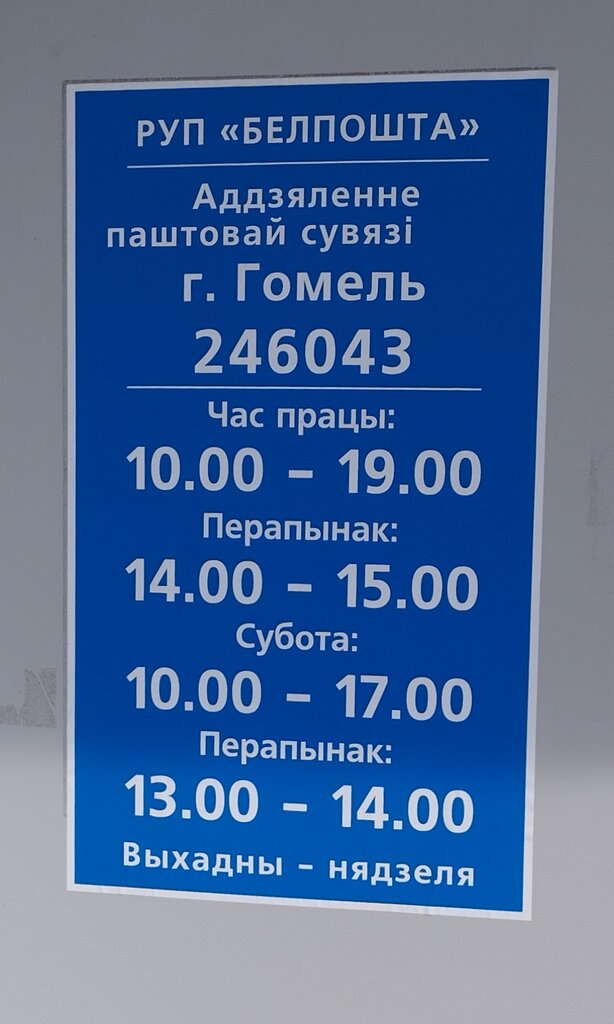 РУП «БЕЛПОШТА»
Аддзяленне
паштовай сувязі
г. Гомель
246043
Час працы:
10.00 – 19.00
Перапынак:
14.00 – 15.00
Субота:
10.00 – 17.00
Перапынак:
13.00 – 14.00
Выхадны – нядзеля